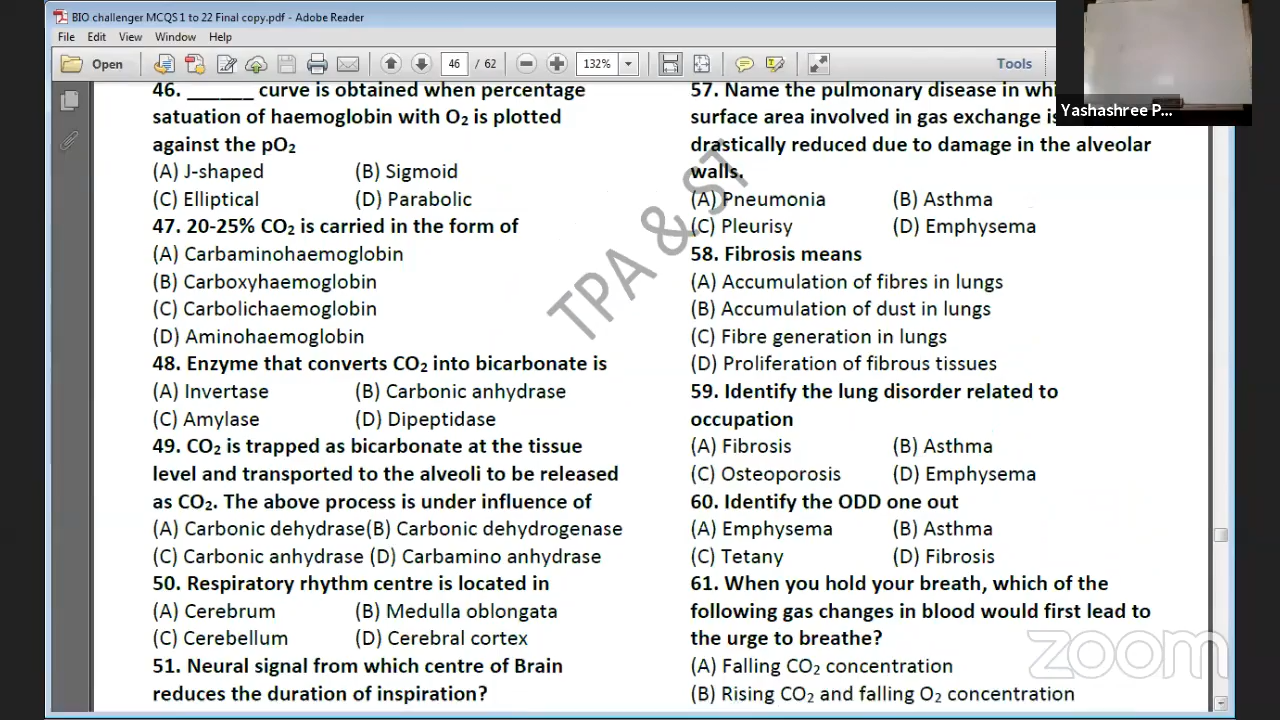 BIO challenger MCQS 1 to 22 Final copy.pdf - Adobe Reader
File Edit View Window Help
Open 46 / 62 132% Tools
Yashashree P...
46. ______ curve is obtained when percentage
satuation of haemoglobin with O₂ is plotted
against the pO₂
(A) J-shaped (B) Sigmoid
(C) Elliptical (D) Parabolic
47. 20-25% CO₂ is carried in the form of
(A) Carbaminohaemoglobin
(B) Carboxyhaemoglobin
(C) Carbolichaemoglobin
(D) Aminohaemoglobin
48. Enzyme that converts CO₂ into bicarbonate is
(A) Invertase (B) Carbonic anhydrase
(C) Amylase (D) Dipeptidase
49. CO₂ is trapped as bicarbonate at the tissue
level and transported to the alveoli to be released
as CO₂. The above process is under influence of
(A) Carbonic dehydrase(B) Carbonic dehydrogenase
(C) Carbonic anhydrase (D) Carbamino anhydrase
50. Respiratory rhythm centre is located in
(A) Cerebrum (B) Medulla oblongata
(C) Cerebellum (D) Cerebral cortex
51. Neural signal from which centre of Brain
reduces the duration of inspiration?
57. Name the pulmonary disease in
surface area involved in gas exchange
drastically reduced due to damage in the alveolar
walls.
(A) Pneumonia (B) Asthma
(C) Pleurisy (D) Emphysema
58. Fibrosis means
(A) Accumulation of fibres in lungs
(B) Accumulation of dust in lungs
(C) Fibre generation in lungs
(D) Proliferation of fibrous tissues
59. Identify the lung disorder related to
occupation
(A) Fibrosis (B) Asthma
(C) Osteoporosis (D) Emphysema
60. Identify the ODD one out
(A) Emphysema (B) Asthma
(C) Tetany (D) Fibrosis
61. When you hold your breath, which of the
following gas changes in blood would first lead to
the urge to breathe?
(A) Falling CO₂ concentration
(B) Rising CO₂ and falling O₂ concentration
TPA & ST
zoom